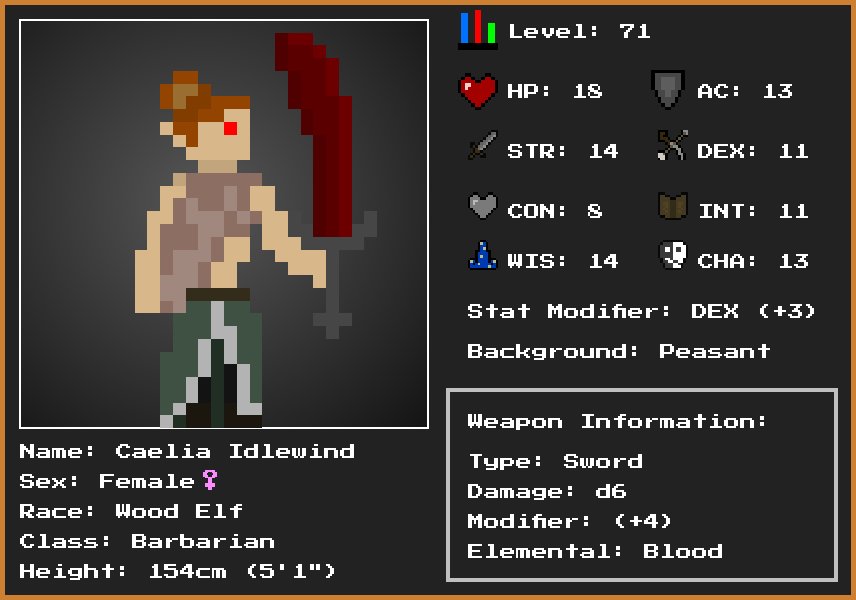 Level: 71
HP: 18
AC: 13
STR: 14
DEX: 11
CON: 8
INT: 11
WIS: 14
CHA: 13
Stat Modifier: DEX (+3)
Background: Peasant
Weapon Information:
Type: Sword
Damage: d6
Modifier: (+4)
Elemental: Blood
Name: Caelia Idlewind
Sex: Female♀
Race: Wood Elf
Class: Barbarian
Height: 154cm (5'1")